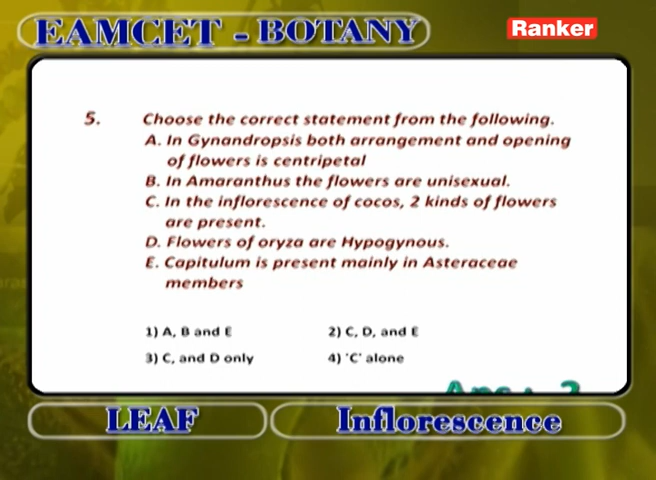 EAMCET - BOTANY
Ranker
5. Choose the correct statement from the following.
A. In Gynandropsis both arrangement and opening
of flowers is centripetal
B. In Amaranthus the flowers are unisexual.
C. In the inflorescence of cocos, 2 kinds of flowers
are present.
D. Flowers of oryza are Hypogynous.
E. Capitulum is present mainly in Asteraceae
members
1) A, B and E 2) C, D, and E
3) C, and D only 4) 'C' alone
LEAF Inflorescence